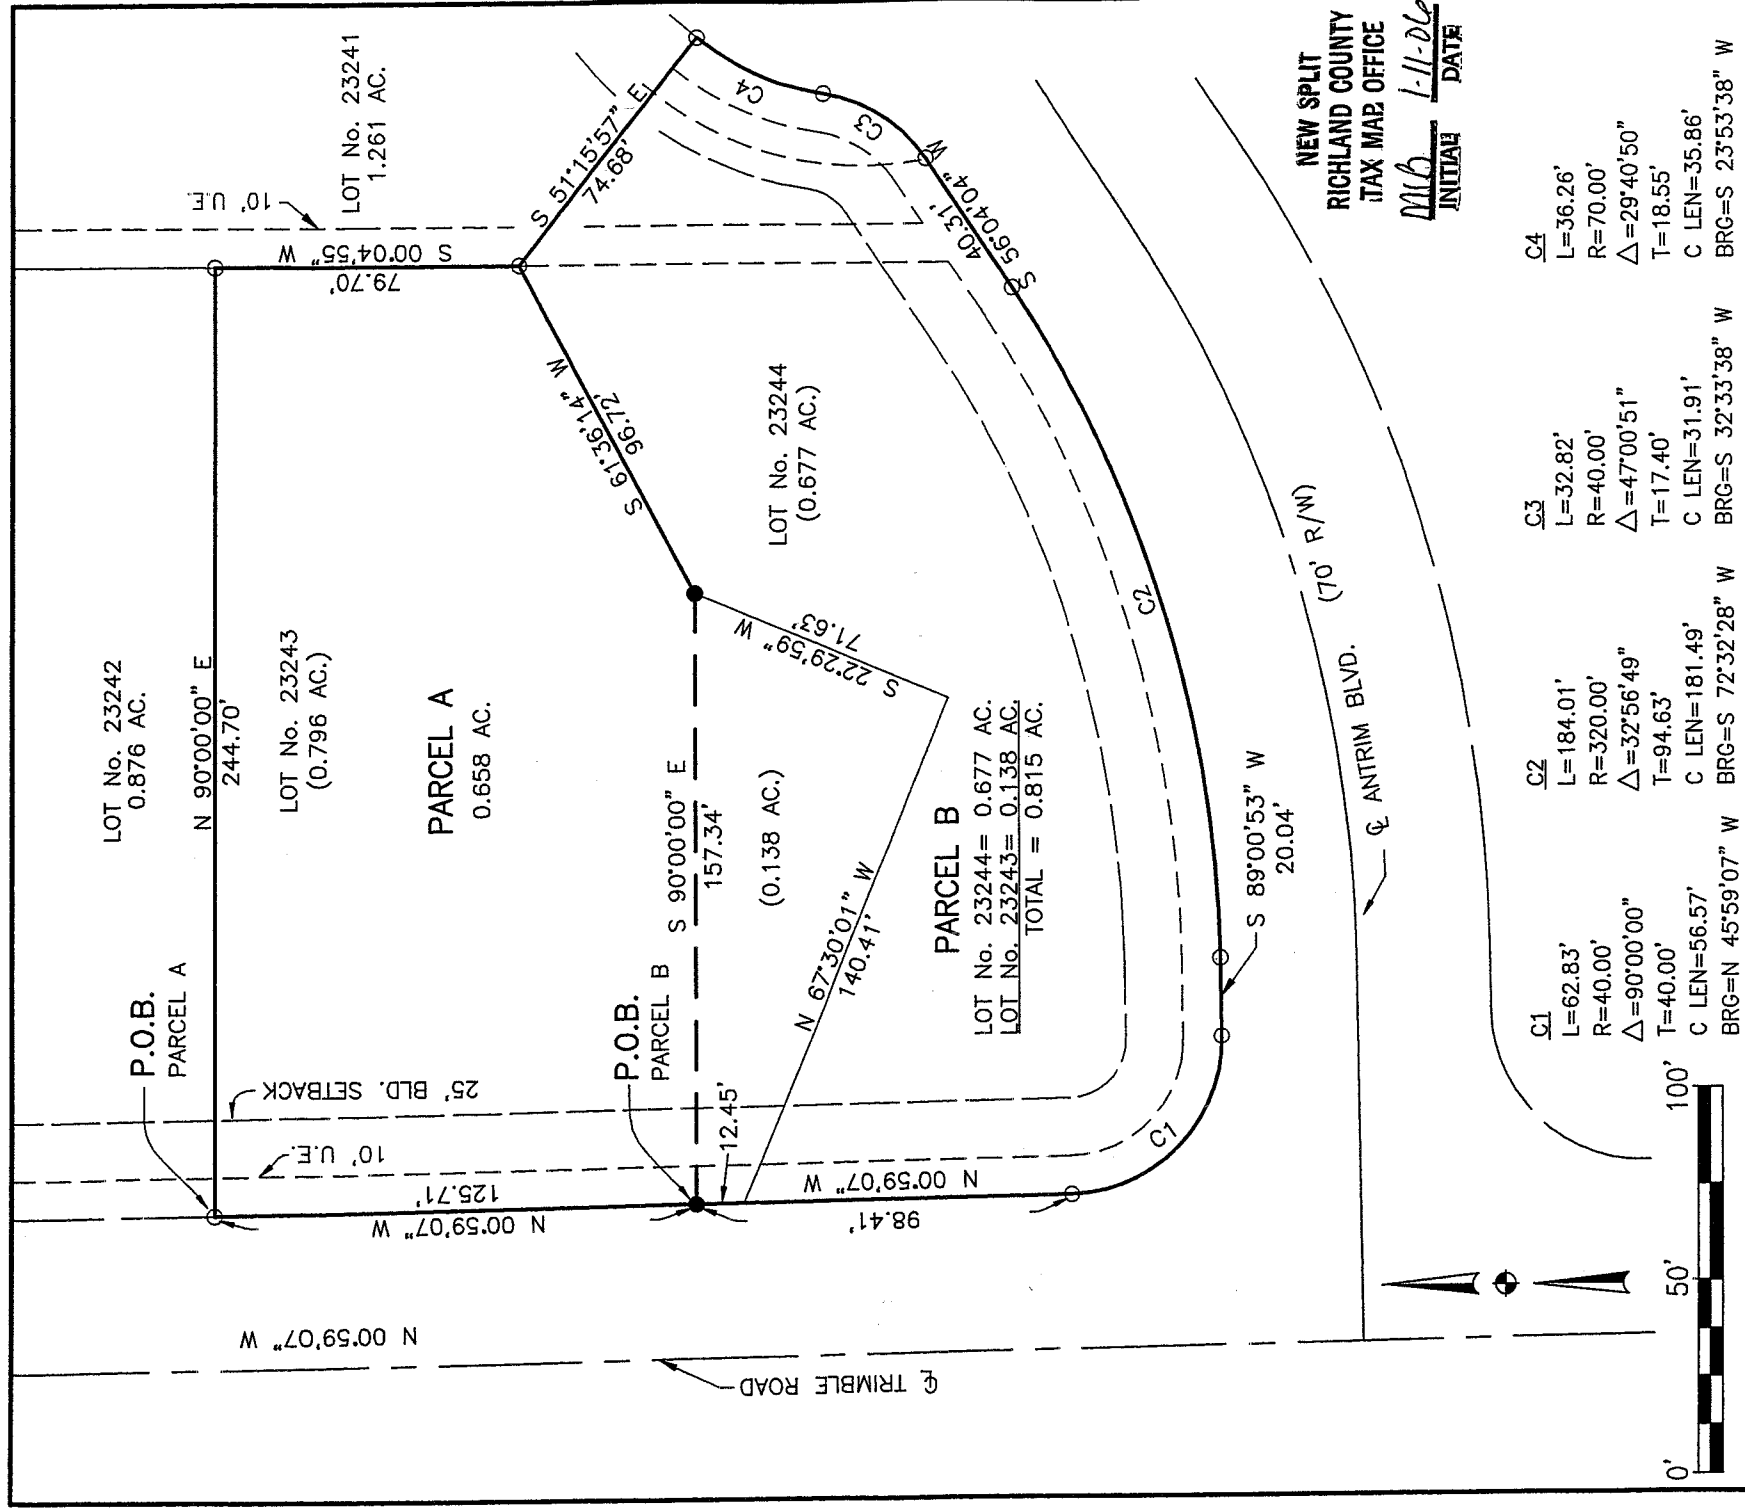 LOT No. 23242
0.876 AC.
N 90°00'00" E
244.70'
LOT No. 23243
(0.796 AC.)
PARCEL A
0.658 AC.
P.O.B.
PARCEL A
25' BLD. SETBACK
10' U.E.
N 00°59'07" W
125.71'
LOT No. 23241
1.261 AC.
10' U.E.
S 00°04'55" W
79.70'
S 51°15'57" E
74.68'
S 61°36'14" W
96.72'
S 90°00'00" E
157.34'
(0.138 AC.)
P.O.B.
PARCEL B
12.45'
S 22°29'59" W
71.63'
N 67°30'01" W
140.41'
LOT No. 23244
(0.677 AC.)
PARCEL B
LOT No. 23244= 0.677 AC.
LOT No. 23243= 0.138 AC.
TOTAL = 0.815 AC.
N 00°59'07" W
98.41'
C1
S 89°00'53" W
20.04'
C2
S 56°04'04" W
40.31'
C3
C4
N 00°59'07" W
℄ TRIMBLE ROAD
℄ ANTRIM BLVD.
(70' R/W)
NEW SPLIT
RICHLAND COUNTY
TAX MAP OFFICE
1-11-06
INITIAL DATE
C1
L=62.83'
R=40.00'
△=90°00'00"
T=40.00'
C LEN=56.57'
BRG=N 45°59'07" W
C2
L=184.01'
R=320.00'
△=32°56'49"
T=94.63'
C LEN=181.49'
BRG=S 72°32'28" W
C3
L=32.82'
R=40.00'
△=47°00'51"
T=17.40'
C LEN=31.91'
BRG=S 32°33'38" W
C4
L=36.26'
R=70.00'
△=29°40'50"
T=18.55'
C LEN=35.86'
BRG=S 23°53'38" W
0' 50' 100'